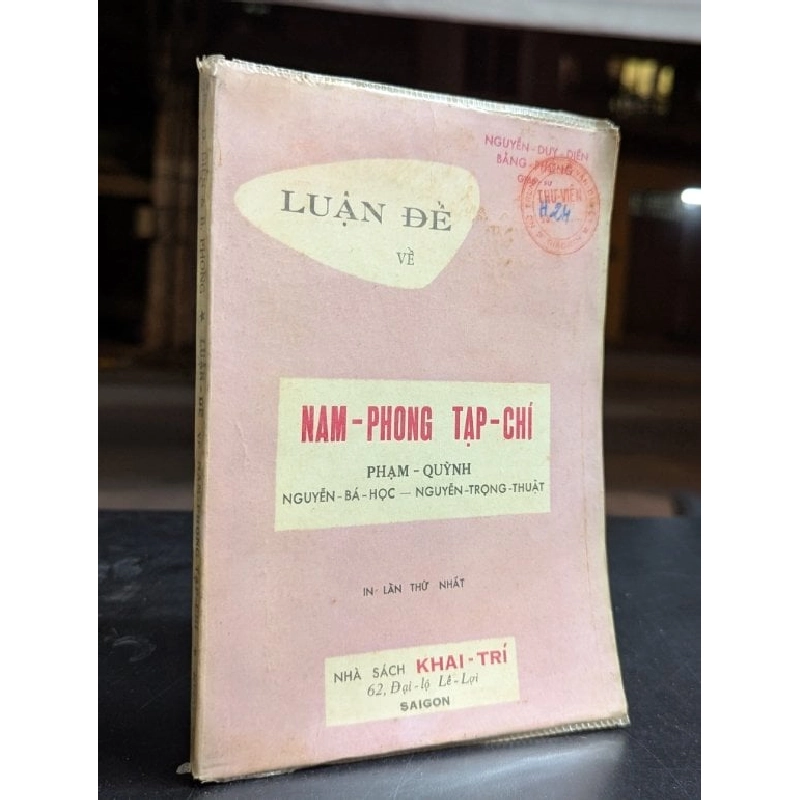 NGUYỄN-DUY-DIỄN
BẰNG-PHONG
THƯ-VIỆN
H.24
LUẬN ĐỀ
VỀ
NAM-PHONG TẠP-CHÍ
PHẠM-QUỲNH
NGUYỄN-BÁ-HỌC — NGUYỄN-TRỌNG-THUẬT
IN LẦN THỨ NHẤT
NHÀ SÁCH KHAI-TRÍ
62, Đại-lộ Lê-Lợi
SAIGON